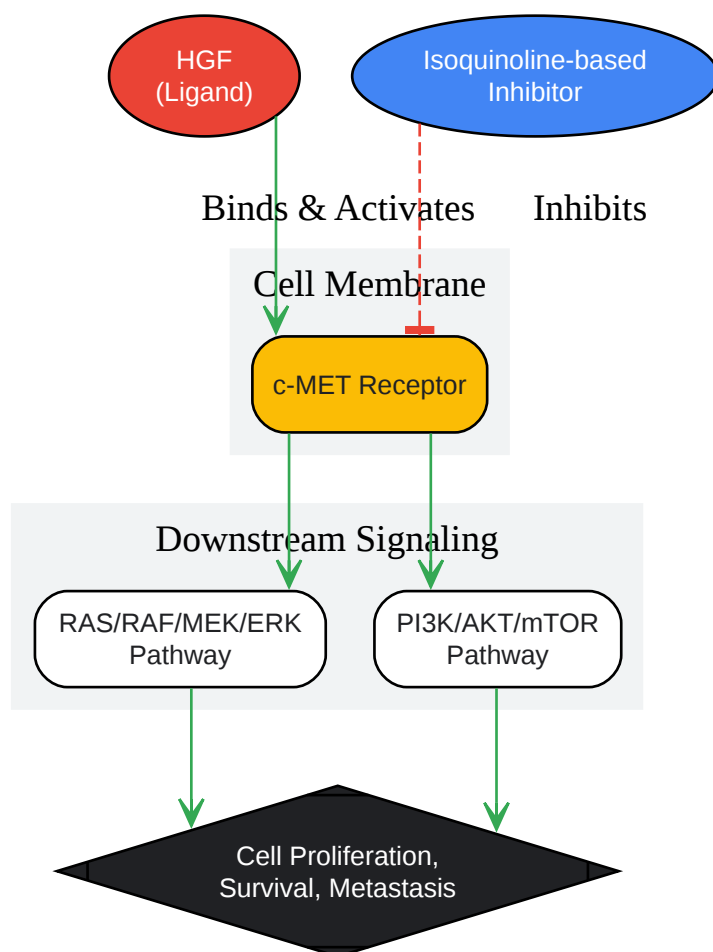 HGF
(Ligand)
Isoquinoline-based
Inhibitor
Binds & Activates
Inhibits
Cell Membrane
c-MET Receptor
Downstream Signaling
RAS/RAF/MEK/ERK
Pathway
PI3K/AKT/mTOR
Pathway
Cell Proliferation,
Survival, Metastasis